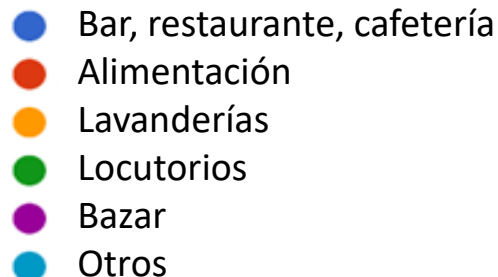 Bar, restaurante, cafetería
Alimentación
Lavanderías
Locutorios
Bazar
Otros